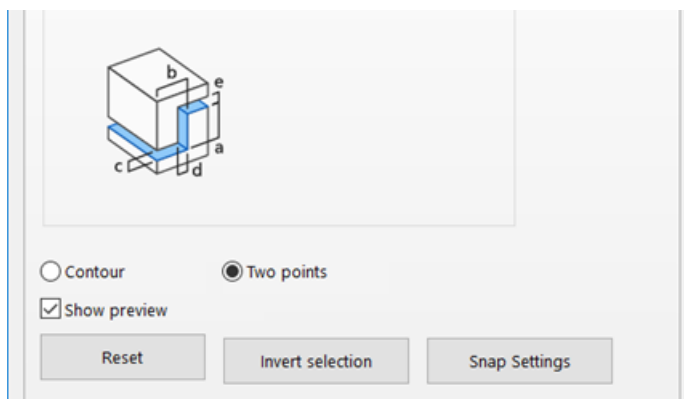 b
e
a
c
d
Contour Two points
Show preview
Reset Invert selection Snap Settings